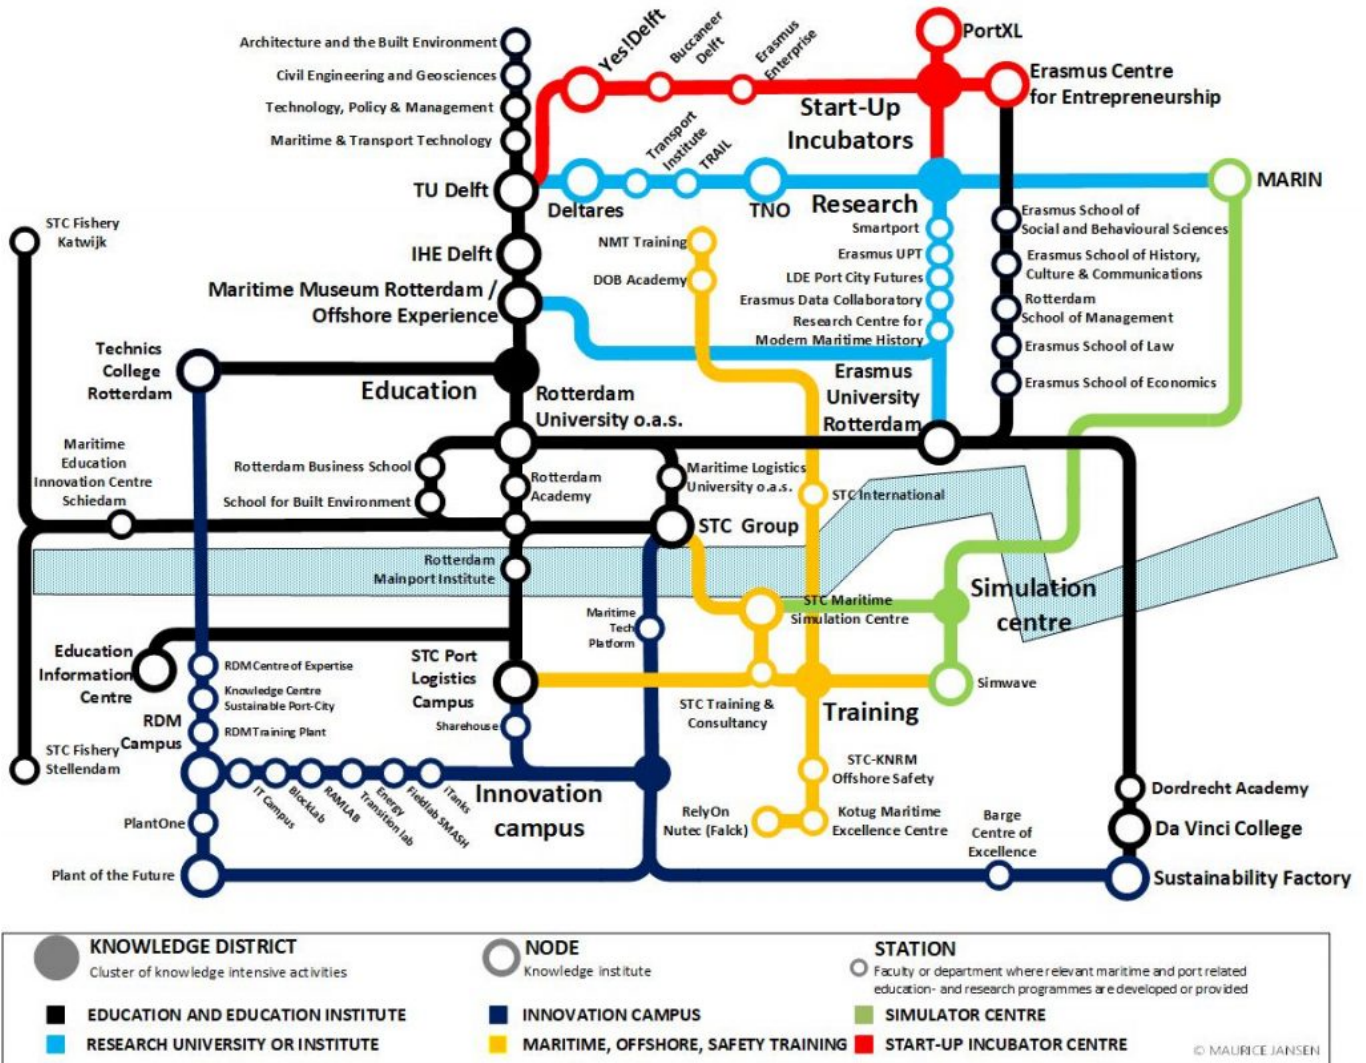 Architecture and the Built Environment
Civil Engineering and Geosciences
Technology, Policy & Management
Maritime & Transport Technology
TU Delft
IHE Delft
Maritime Museum Rotterdam /
Offshore Experience
Yes!Delft
Buccaneer
Delft
Erasmus
Enterprise
PortXL
Erasmus Centre
for Entrepreneurship
Start-Up
Incubators
Transport
Institute
TRAIL
Deltares
TNO
Research
MARIN
Smartport
Erasmus UPT
LDE Port City Futures
Erasmus Data Collaboratory
Research Centre for
Modern Maritime History
Erasmus School of
Social and Behavioural Sciences
Erasmus School of History,
Culture & Communications
Rotterdam
School of Management
Erasmus School of Law
Erasmus School of Economics
Erasmus
University
Rotterdam
STC Fishery
Katwijk
NMT Training
DOB Academy
Technics
College
Rotterdam
Education
Rotterdam
University o.a.s.
Maritime
Education
Innovation Centre
Schiedam
Rotterdam Business School
School for Built Environment
Rotterdam
Academy
Maritime Logistics
University o.a.s.
STC International
STC Group
Rotterdam
Mainport Institute
Maritime
Tech
Platform
STC Maritime
Simulation Centre
Simulation
centre
Education
Information
Centre
STC Port
Logistics
Campus
Sharehouse
STC Training &
Consultancy
Training
Simwave
RDM Centre of Expertise
Knowledge Centre
Sustainable Port-City
RDM Training Plant
RDM
Campus
STC Fishery
Stellendam
IT Campus
BlockLab
RAMLAB
Energy
Transition lab
Fieldlab SMASH
iTanks
Innovation
campus
STC-KNRM
Offshore Safety
RelyOn
Nutec (Falck)
Kotug Maritime
Excellence Centre
Barge
Centre of
Excellence
Dordrecht Academy
Da Vinci College
Sustainability Factory
PlantOne
Plant of the Future
KNOWLEDGE DISTRICT
Cluster of knowledge intensive activities
NODE
Knowledge institute
STATION
Faculty or department where relevant maritime and port related
education- and research programmes are developed or provided
EDUCATION AND EDUCATION INSTITUTE
INNOVATION CAMPUS
SIMULATOR CENTRE
RESEARCH UNIVERSITY OR INSTITUTE
MARITIME, OFFSHORE, SAFETY TRAINING
START-UP INCUBATOR CENTRE
© MAURICE JANSEN